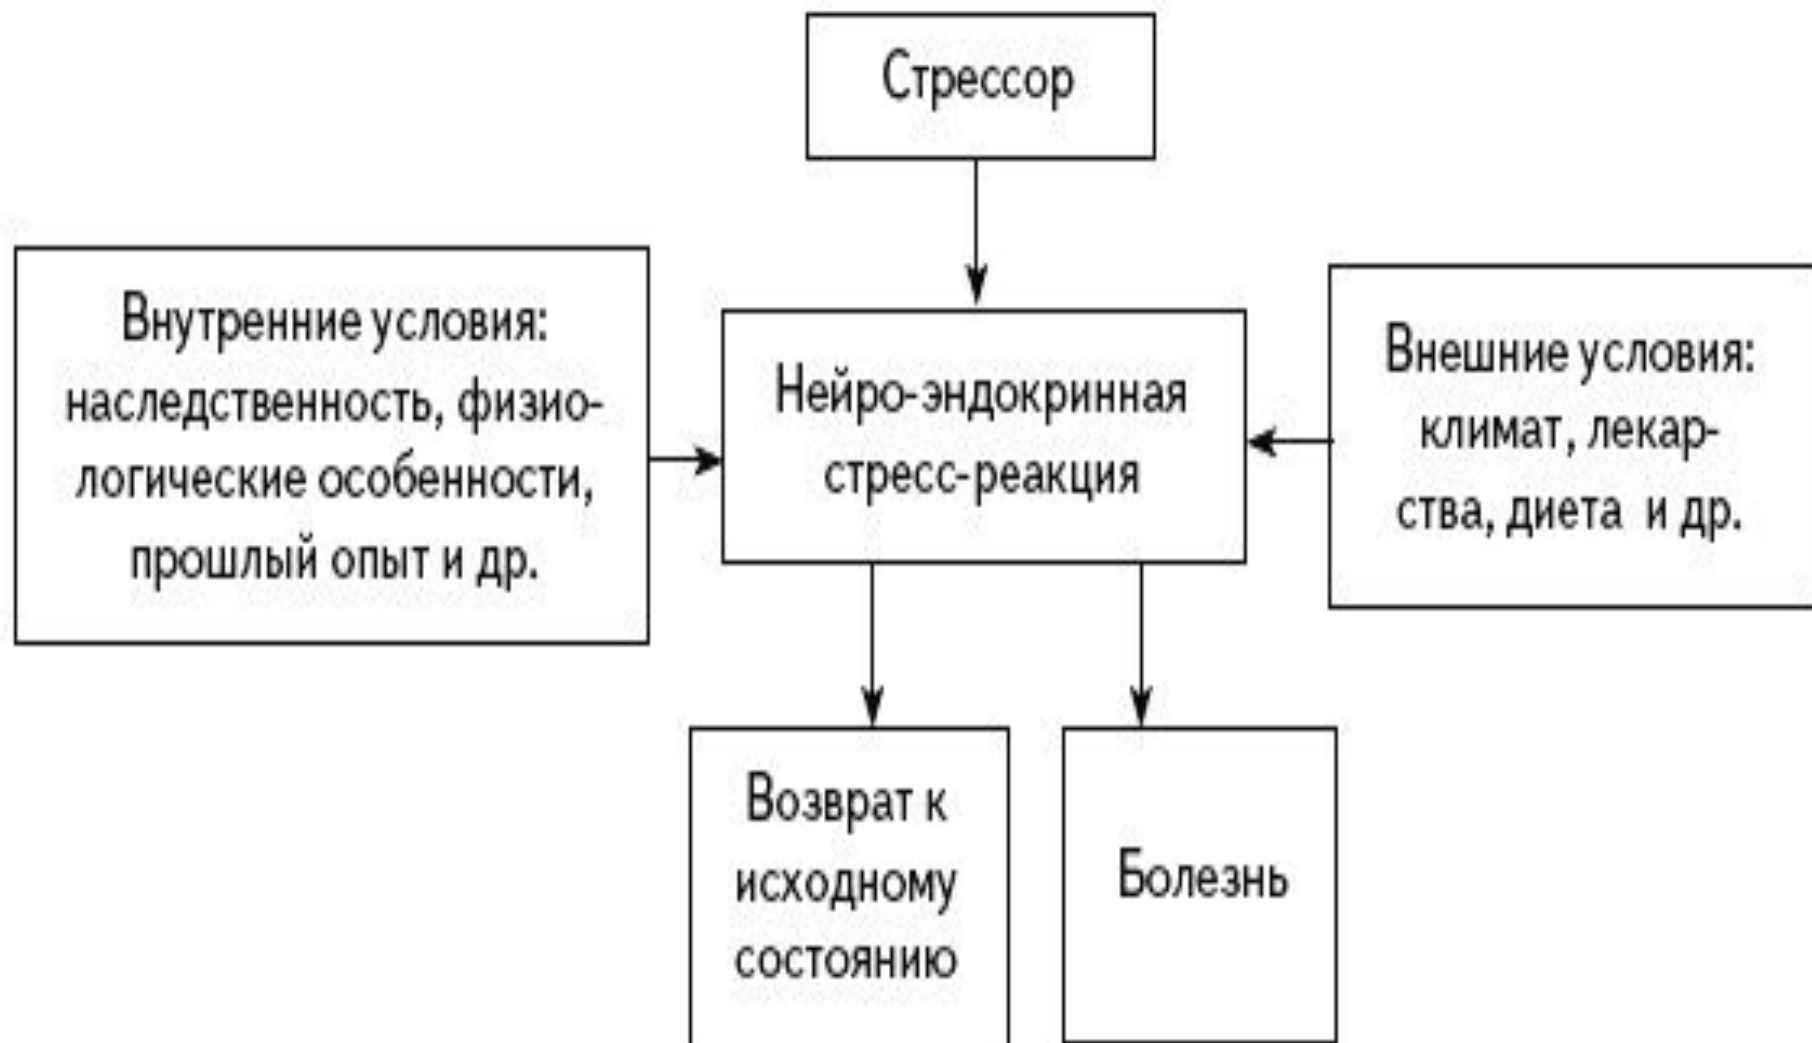 Стрессор
Внутренние условия:
наследственность, физио-
логические особенности,
прошлый опыт и др.
Нейро-эндокринная
стресс-реакция
Внешние условия:
климат, лекар-
ства, диета и др.
Возврат к
исходному
состоянию
Болезнь